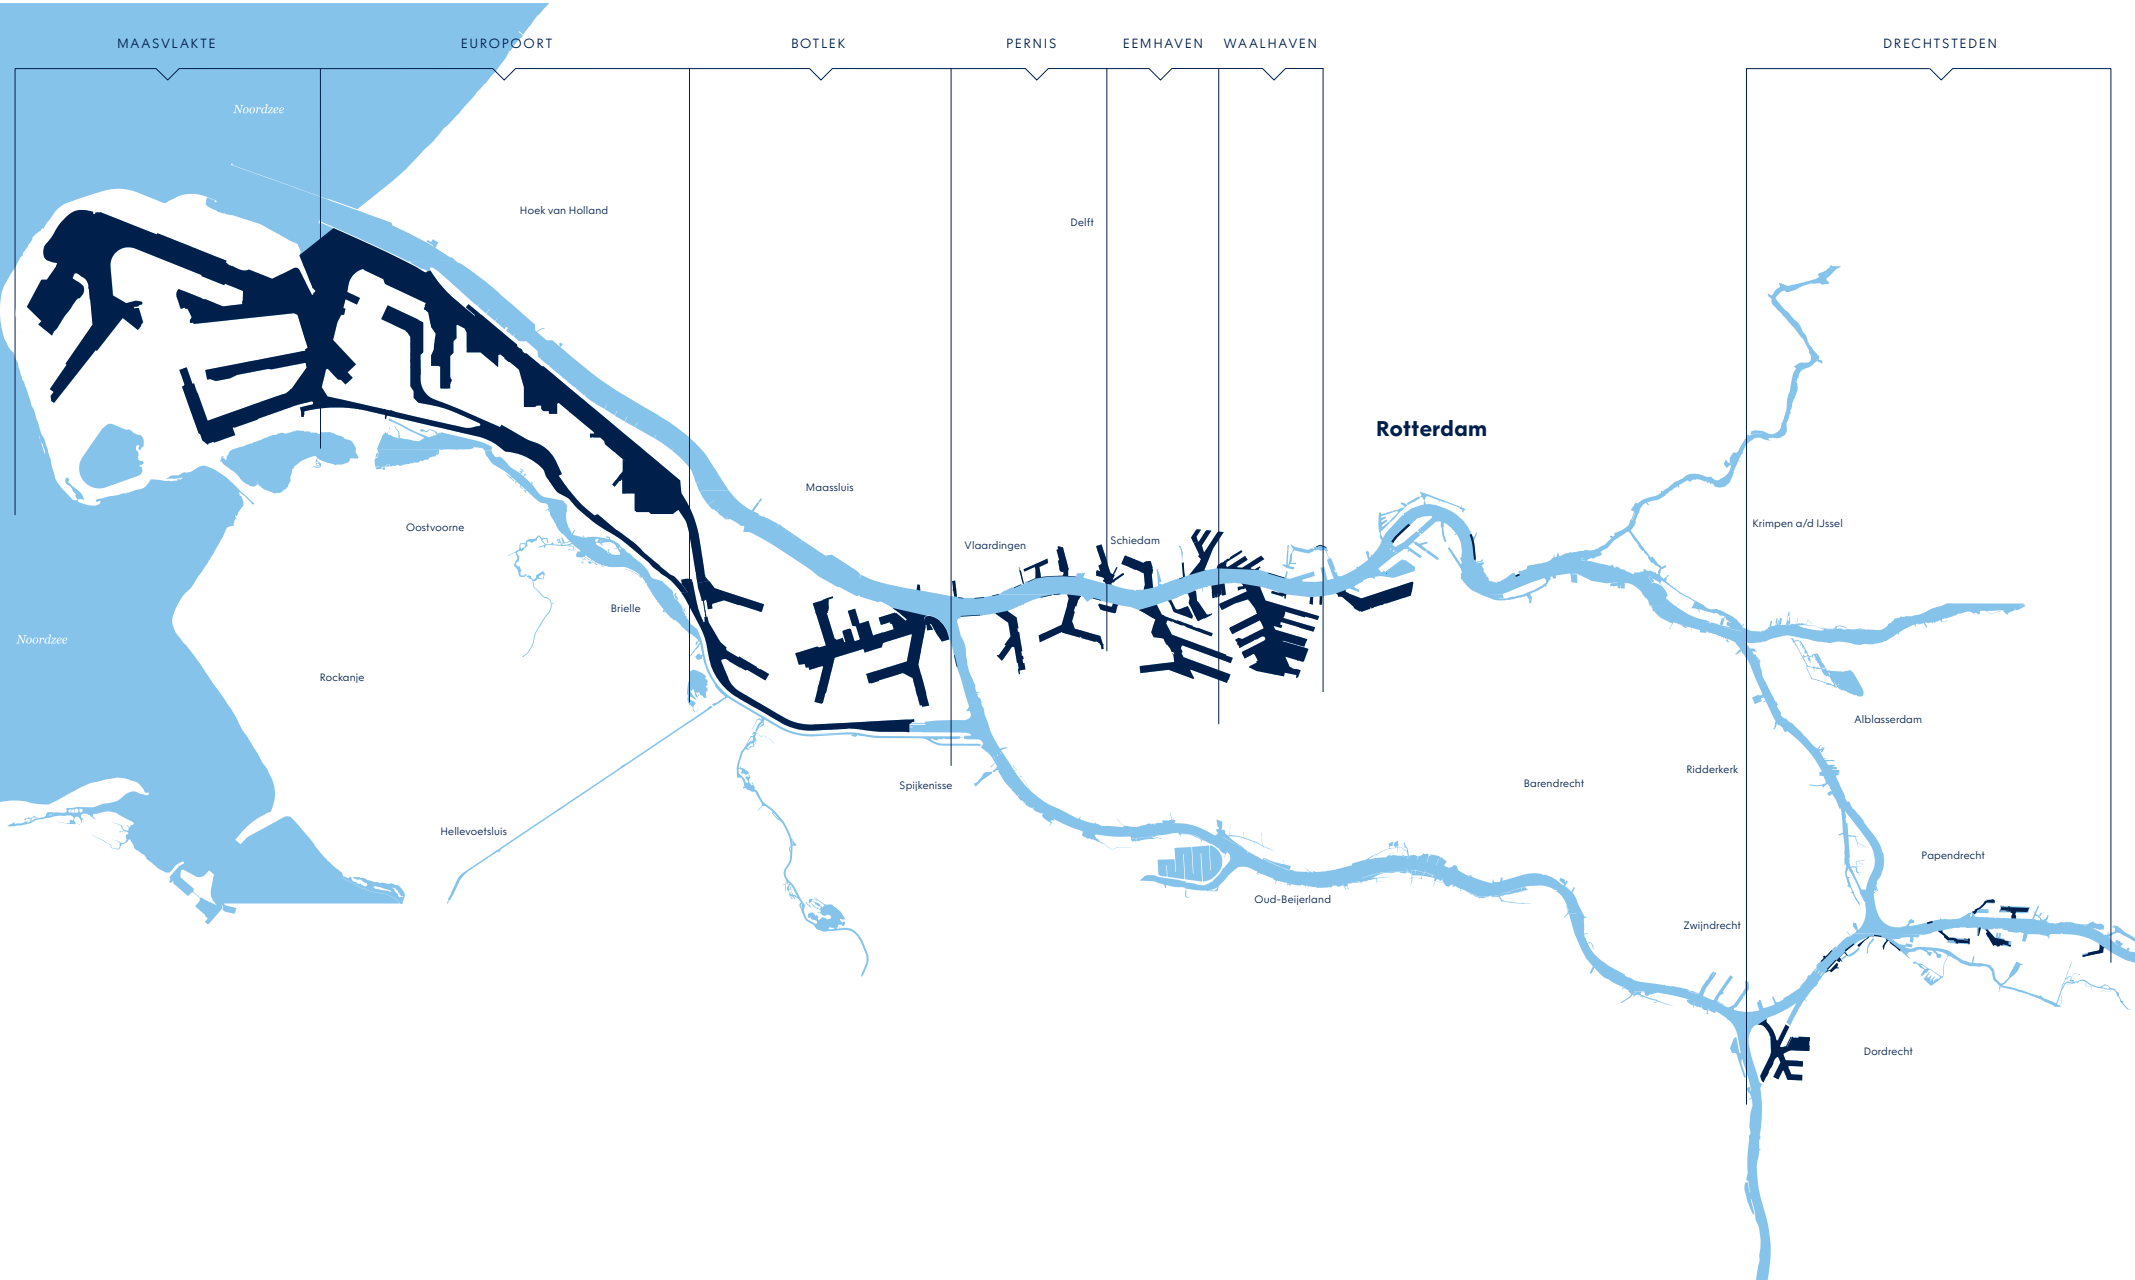 MAASVLAKTE
EUROPOORT
BOTLEK
PERNIS
EEMHAVEN
WAALHAVEN
DRECHTSTEDEN
Noordzee
Hoek van Holland
Delft
Rotterdam
Maassluis
Oostvoorne
Krimpen a/d IJssel
Vlaardingen
Schiedam
Brielle
Noordzee
Rockanje
Alblasserdam
Ridderkerk
Spijkenisse
Barendrecht
Hellevoetsluis
Papendrecht
Oud-Beijerland
Zwijndrecht
Dordrecht